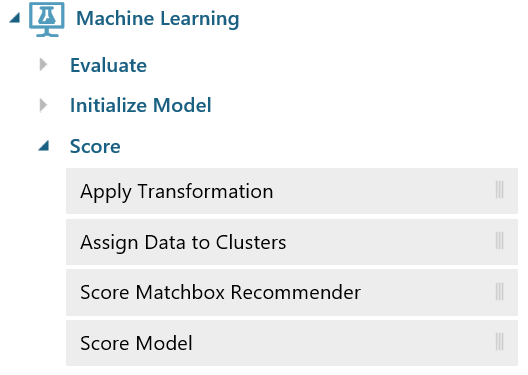 Machine Learning
Evaluate
Initialize Model
Score
Apply Transformation
Assign Data to Clusters
Score Matchbox Recommender
Score Model